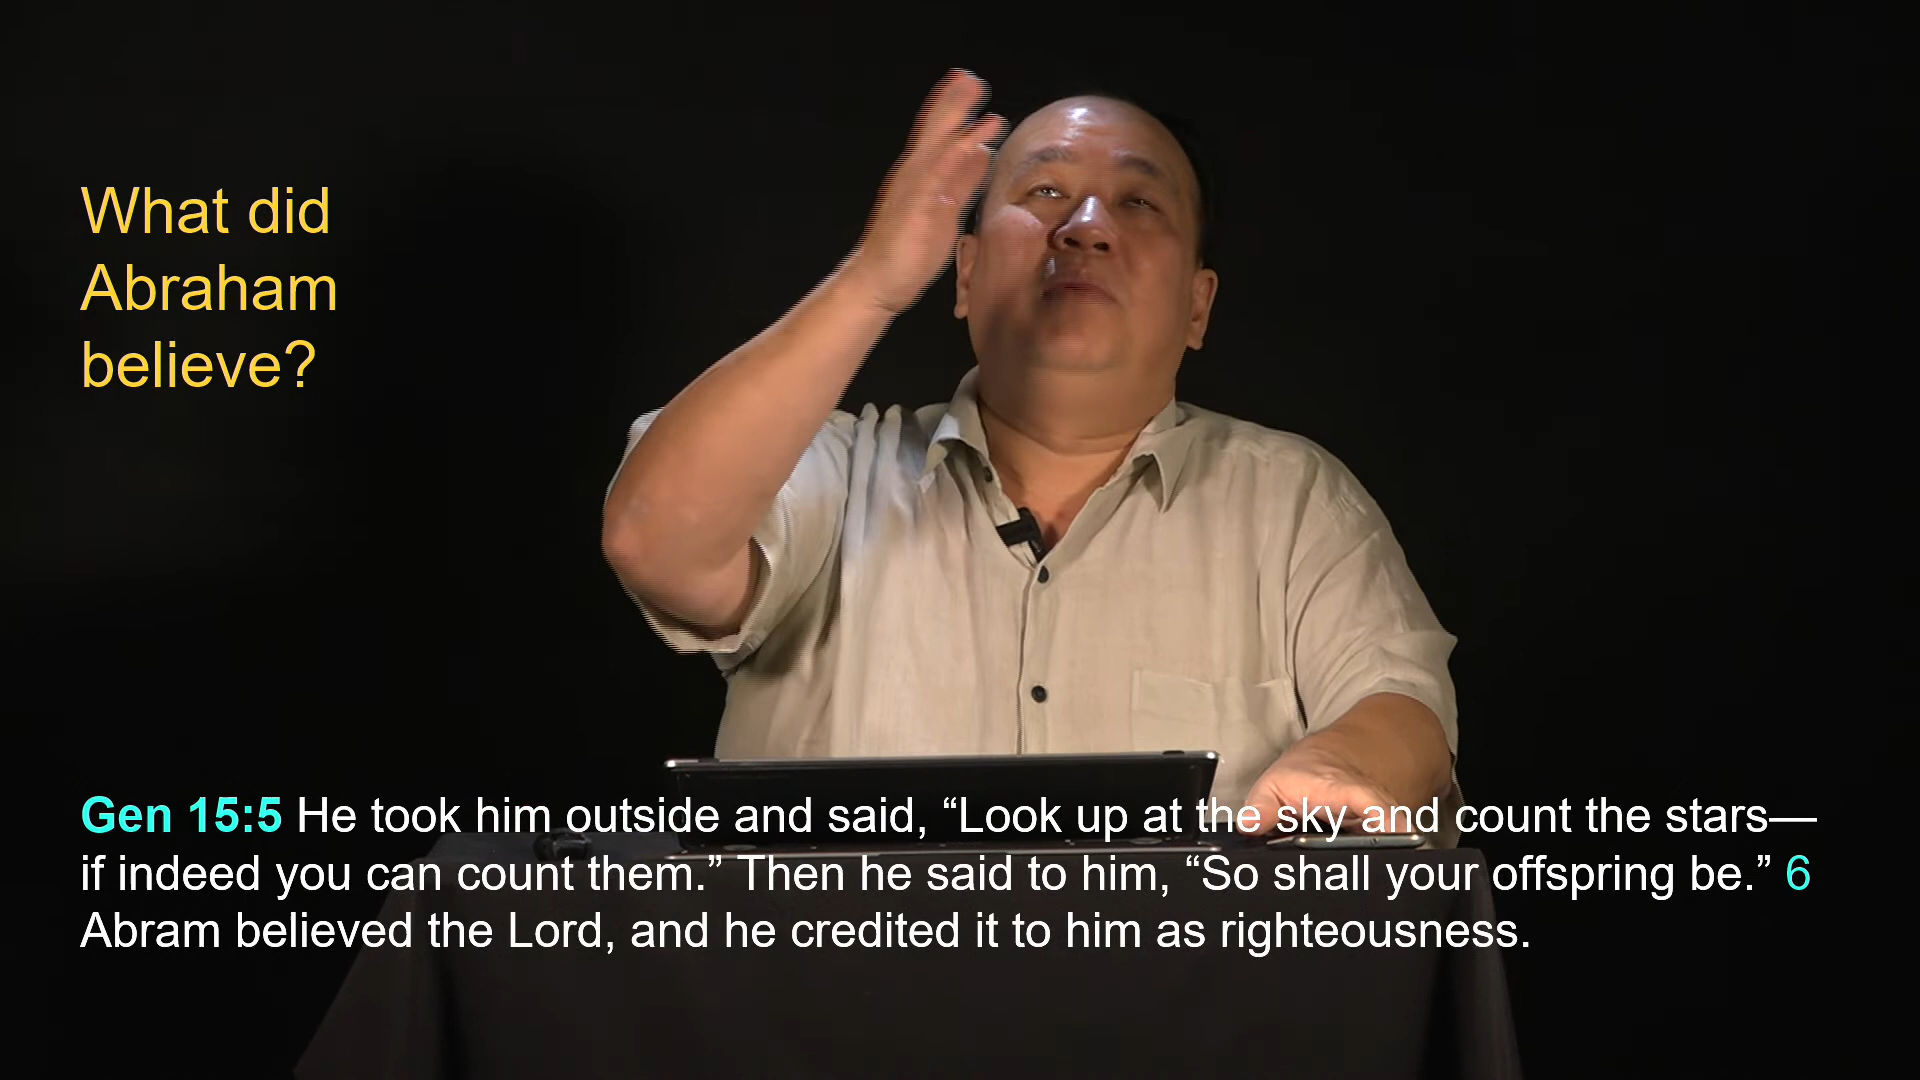 What did
Abraham
believe?
Gen 15:5 He took him outside and said, “Look up at the sky and count the stars—
if indeed you can count them.” Then he said to him, “So shall your offspring be.” 6
Abram believed the Lord, and he credited it to him as righteousness.